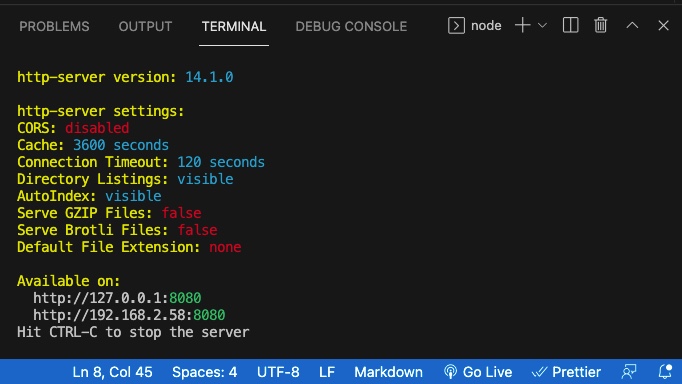 PROBLEMS OUTPUT TERMINAL DEBUG CONSOLE node
http-server version: 14.1.0
http-server settings:
CORS: disabled
Cache: 3600 seconds
Connection Timeout: 120 seconds
Directory Listings: visible
AutoIndex: visible
Serve GZIP Files: false
Serve Brotli Files: false
Default File Extension: none
Available on:
  http://127.0.0.1:8080
  http://192.168.2.58:8080
Hit CTRL-C to stop the server
Ln 8, Col 45 Spaces: 4 UTF-8 LF Markdown Go Live Prettier